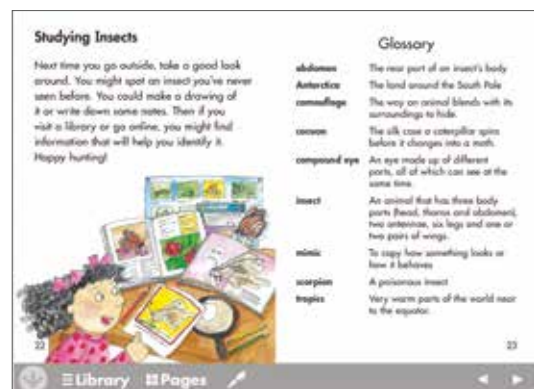 Studying Insects
Next time you go outside, take a good look
around. You might spot an insect you've never
seen before. You could make a drawing of
it or write down some notes. Then if you
visit a library or go online, you might find
information that will help you identify it.
Happy hunting!
22
Glossary
abdomen The rear part of an insect's body
Antarctica The land around the South Pole
camouflage The way an animal blends with its
surroundings to hide.
cocoon The silk case a caterpillar spins
before it changes into a moth.
compound eye An eye made up of different
parts, all of which can see at the
same time.
insect An animal that has three body
parts (head, thorax and abdomen),
two antennae, six legs and one or
two pairs of wings.
mimic To copy how something looks or
how it behaves
scorpion A poisonous insect
tropics Very warm parts of the world near
to the equator.
23
Library Pages